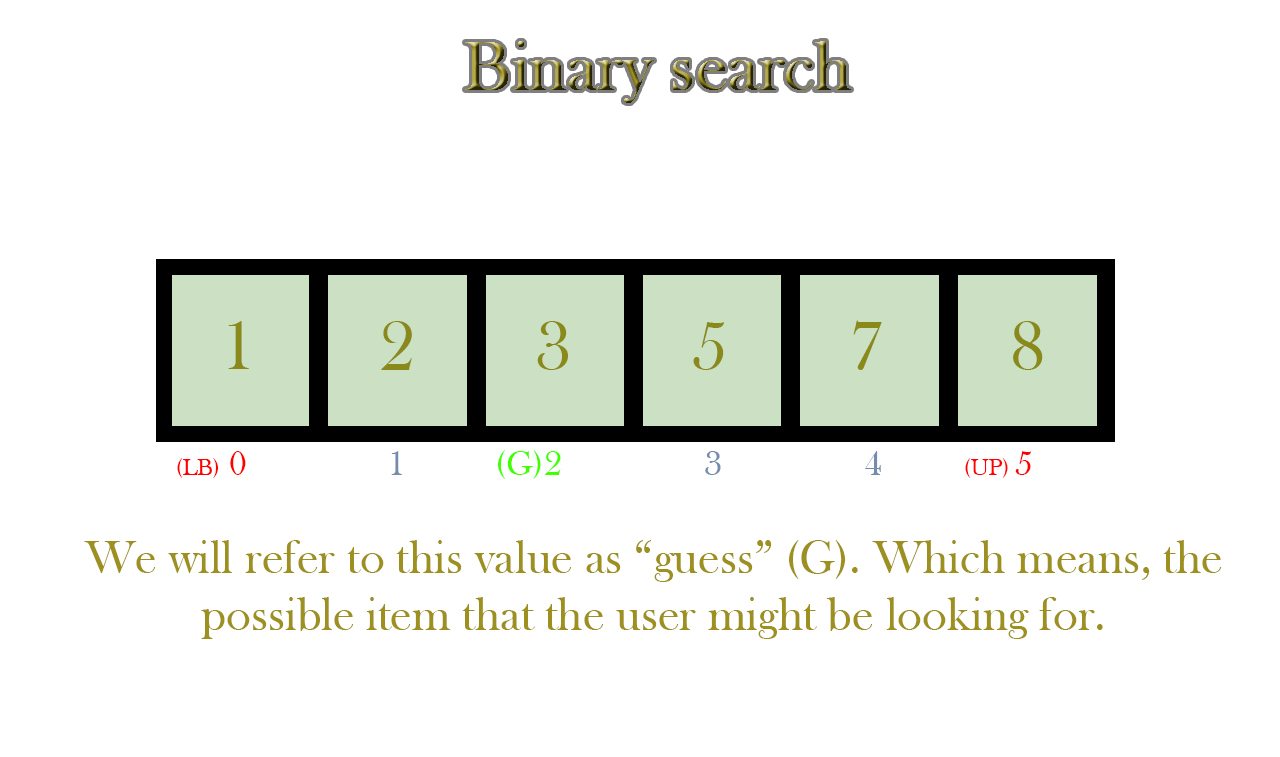 Binary search
1 2 3 5 7 8
(LB) 0 1 (G)2 3 4 (UP) 5
We will refer to this value as “guess” (G). Which means, the
possible item that the user might be looking for.